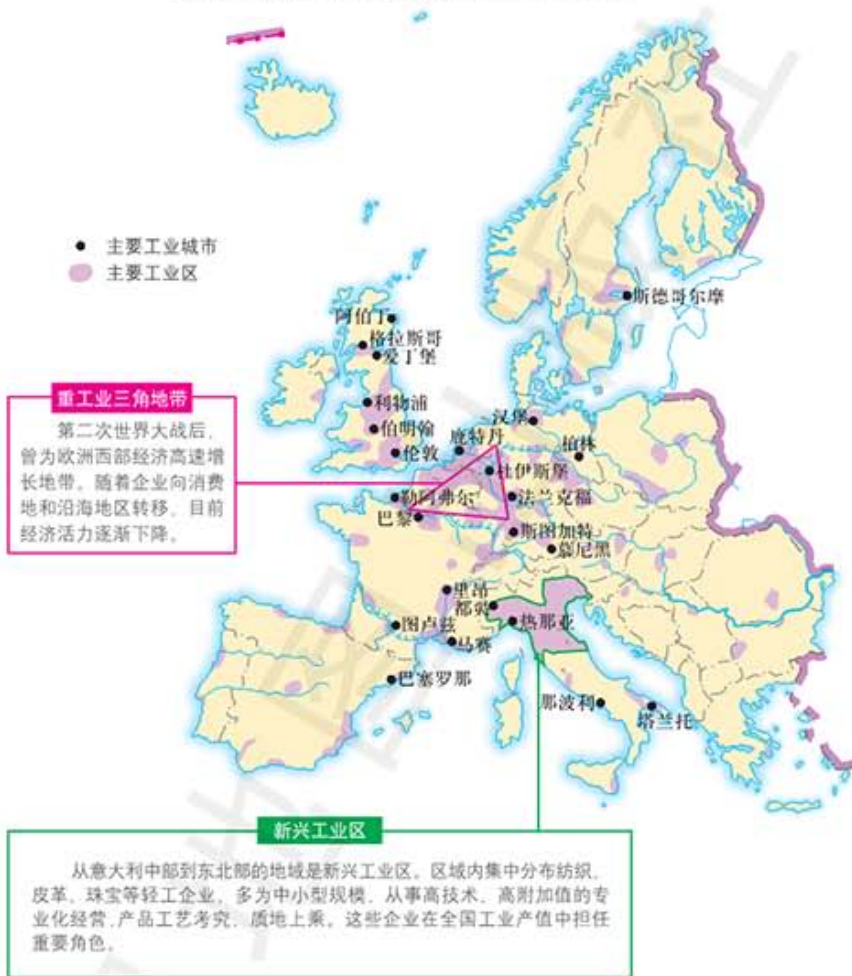 主要工业城市
主要工业区
斯德哥尔摩
阿伯丁
格拉斯哥
爱丁堡
利物浦
伯明翰
伦敦
汉堡
鹿特丹
柏林
杜伊斯堡
勒阿弗尔
法兰克福
巴黎
斯图加特
慕尼黑
里昂
都灵
图卢兹
热那亚
马赛
巴塞罗那
那波利
塔兰托
重工业三角地带
第二次世界大战后，
曾为欧洲西部经济高速增
长地带。随着企业向消费
地和沿海地区转移，目前
经济活力逐渐下降。
新兴工业区
从意大利中部到东北部的地域是新兴工业区。区域内集中分布纺织、
皮革、珠宝等轻工企业，多为中小型规模，从事高技术、高附加值的专
业化经营，产品工艺考究，质地上乘。这些企业在全国工业产值中担任
重要角色。